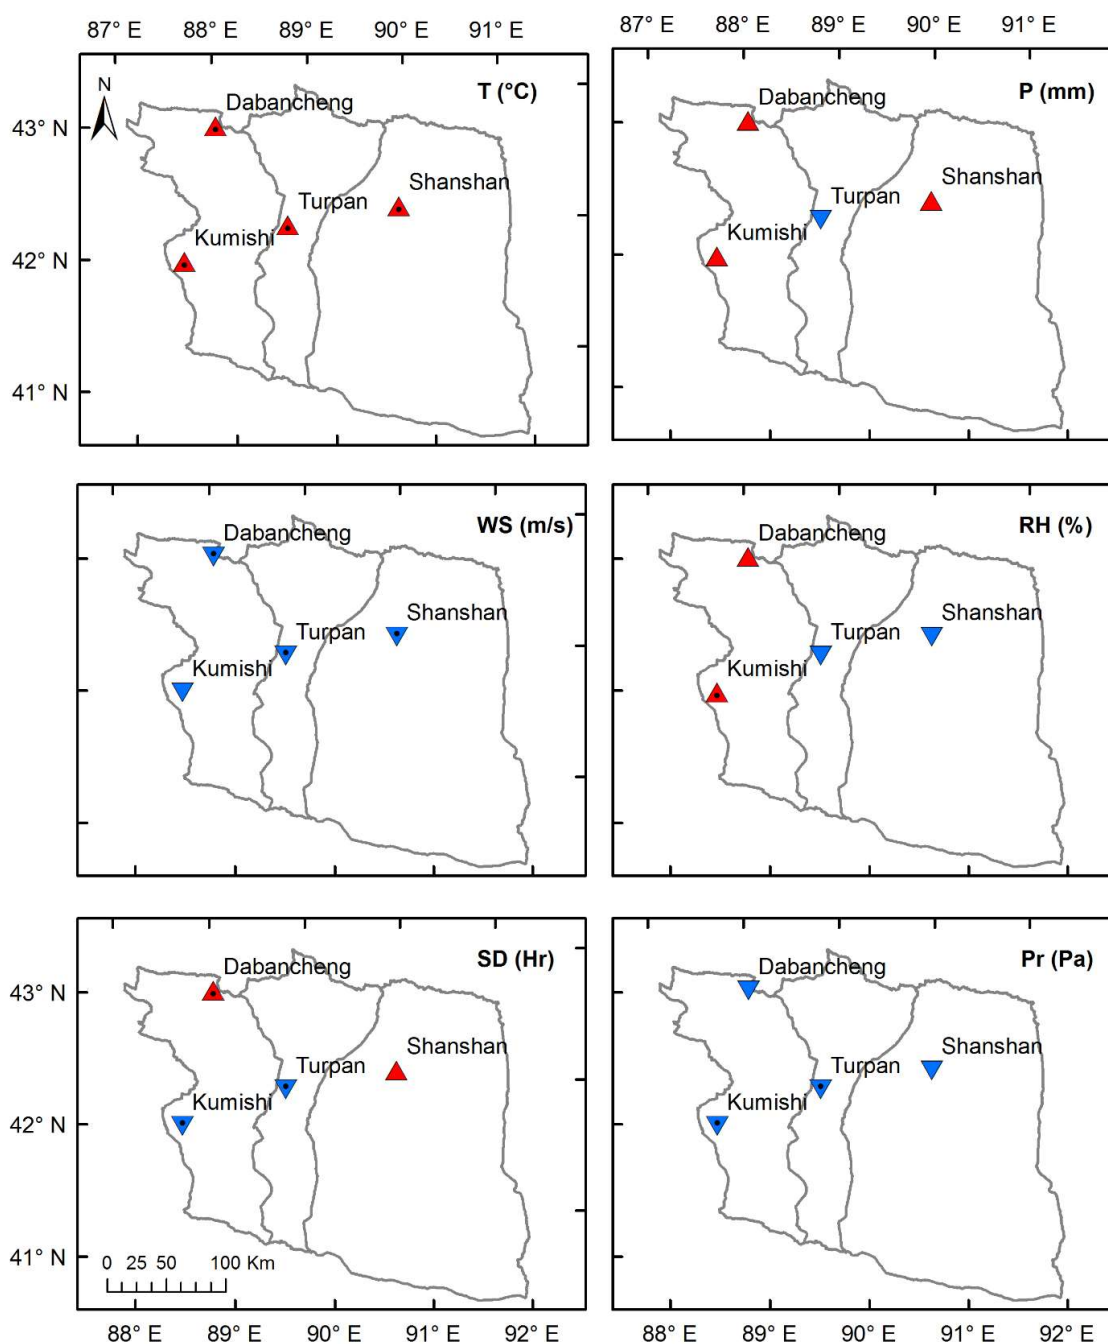 87° E 88° E 89° E 90° E 91° E 87° E 88° E 89° E 90° E 91° E
N
T (°C)
Dabancheng
43° N
Shanshan
Turpan
Kumishi
42° N
41° N
P (mm)
Dabancheng
Shanshan
Turpan
Kumishi
WS (m/s)
Dabancheng
Shanshan
Turpan
Kumishi
RH (%)
Dabancheng
Shanshan
Turpan
Kumishi
SD (Hr)
Dabancheng
43° N
Shanshan
Turpan
Kumishi
42° N
41° N
0 25 50 100 Km
Pr (Pa)
Dabancheng
Shanshan
Turpan
Kumishi
88° E 89° E 90° E 91° E 92° E 88° E 89° E 90° E 91° E 92° E